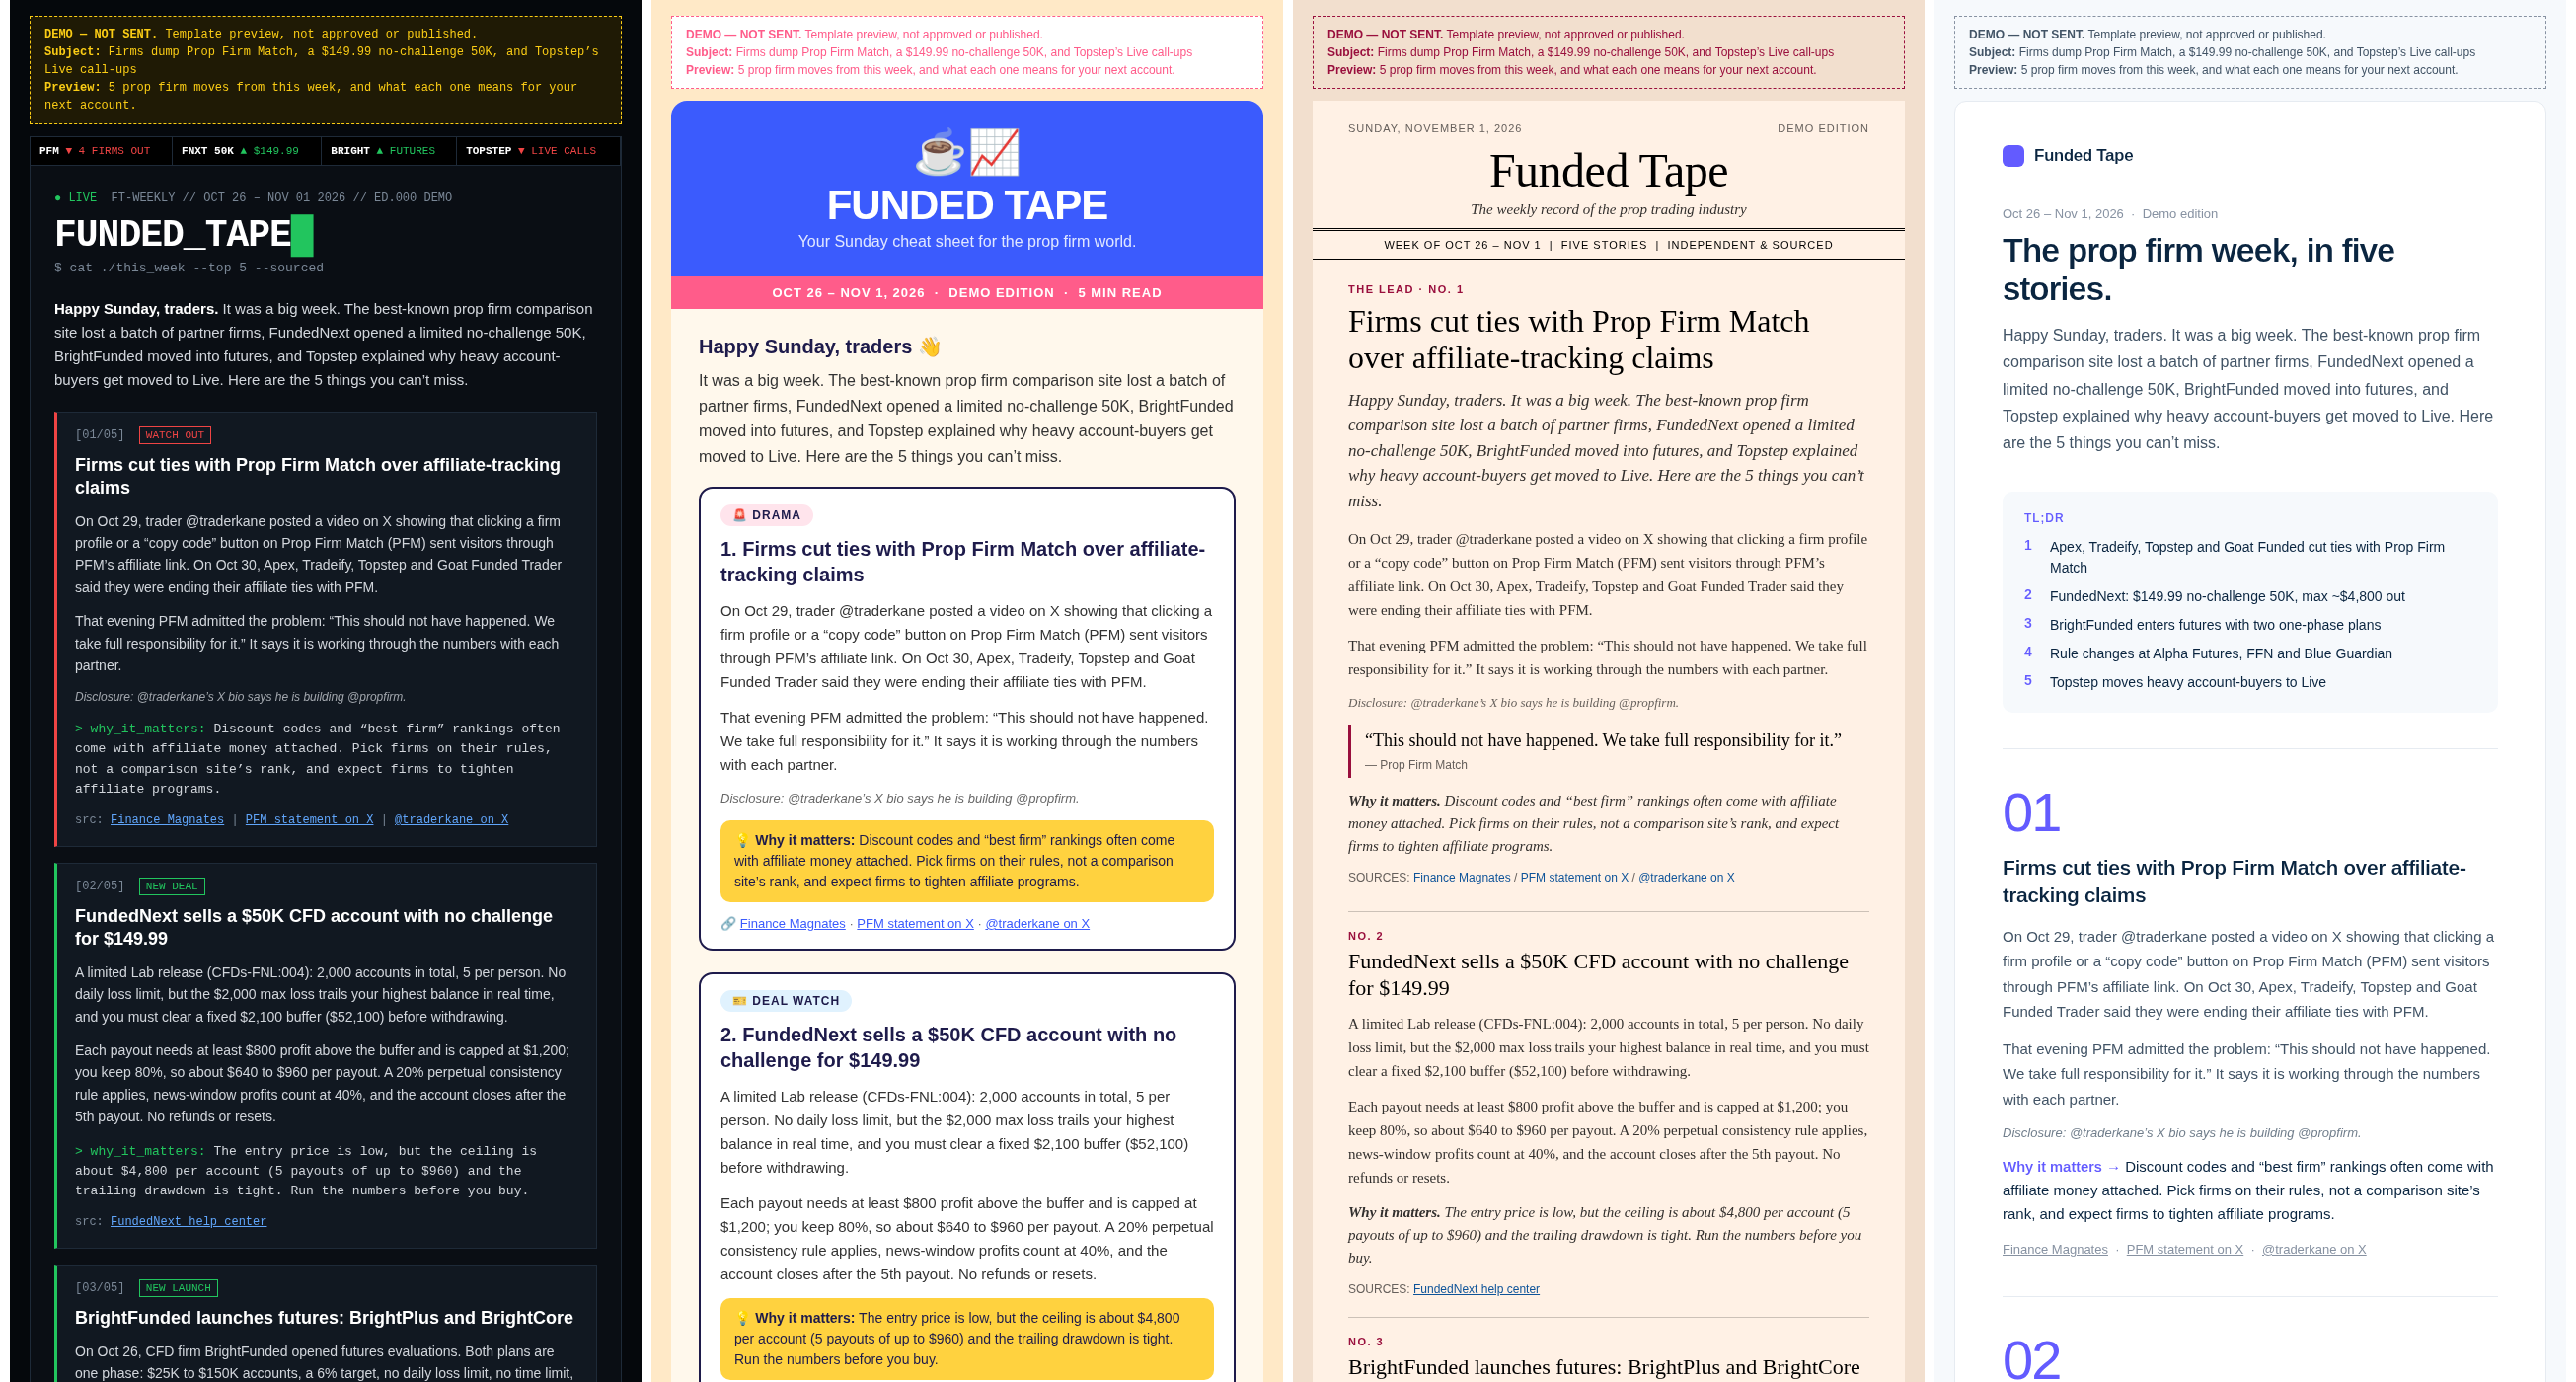 DEMO — NOT SENT. Template preview, not approved or published.
Subject: Firms dump Prop Firm Match, a $149.99 no-challenge 50K, and Topstep’s
Live call-ups
Preview: 5 prop firm moves from this week, and what each one means for your
next account.
PFM ▼ 4 FIRMS OUT
FNXT 50K ▲ $149.99
BRIGHT ▲ FUTURES
TOPSTEP ▼ LIVE CALLS
● LIVE FT-WEEKLY // OCT 26 – NOV 01 2026 // ED.000 DEMO
FUNDED_TAPE
$ cat ./this_week --top 5 --sourced
Happy Sunday, traders. It was a big week. The best-known prop firm comparison
site lost a batch of partner firms, FundedNext opened a limited no-challenge 50K,
BrightFunded moved into futures, and Topstep explained why heavy account-
buyers get moved to Live. Here are the 5 things you can’t miss.
[01/05] WATCH OUT
Firms cut ties with Prop Firm Match over affiliate-tracking
claims
On Oct 29, trader @traderkane posted a video on X showing that clicking a firm
profile or a “copy code” button on Prop Firm Match (PFM) sent visitors through
PFM’s affiliate link. On Oct 30, Apex, Tradeify, Topstep and Goat Funded Trader
said they were ending their affiliate ties with PFM.
That evening PFM admitted the problem: “This should not have happened. We
take full responsibility for it.” It says it is working through the numbers with each
partner.
Disclosure: @traderkane’s X bio says he is building @propfirm.
> why_it_matters: Discount codes and “best firm” rankings often
come with affiliate money attached. Pick firms on their rules,
not a comparison site’s rank, and expect firms to tighten
affiliate programs.
src: Finance Magnates | PFM statement on X | @traderkane on X
[02/05] NEW DEAL
FundedNext sells a $50K CFD account with no challenge
for $149.99
A limited Lab release (CFDs-FNL:004): 2,000 accounts in total, 5 per person. No
daily loss limit, but the $2,000 max loss trails your highest balance in real time,
and you must clear a fixed $2,100 buffer ($52,100) before withdrawing.
Each payout needs at least $800 profit above the buffer and is capped at $1,200;
you keep 80%, so about $640 to $960 per payout. A 20% perpetual consistency
rule applies, news-window profits count at 40%, and the account closes after the
5th payout. No refunds or resets.
> why_it_matters: The entry price is low, but the ceiling is
about $4,800 per account (5 payouts of up to $960) and the
trailing drawdown is tight. Run the numbers before you buy.
src: FundedNext help center
[03/05] NEW LAUNCH
BrightFunded launches futures: BrightPlus and BrightCore
On Oct 26, CFD firm BrightFunded opened futures evaluations. Both plans are
one phase: $25K to $150K accounts, a 6% target, no daily loss limit, no time limit,
DEMO — NOT SENT. Template preview, not approved or published.
Subject: Firms dump Prop Firm Match, a $149.99 no-challenge 50K, and Topstep’s Live call-ups
Preview: 5 prop firm moves from this week, and what each one means for your next account.
FUNDED TAPE
Your Sunday cheat sheet for the prop firm world.
OCT 26 – NOV 1, 2026 · DEMO EDITION · 5 MIN READ
Happy Sunday, traders 👋
It was a big week. The best-known prop firm comparison site lost a batch of
partner firms, FundedNext opened a limited no-challenge 50K, BrightFunded
moved into futures, and Topstep explained why heavy account-buyers get
moved to Live. Here are the 5 things you can’t miss.
🚨 DRAMA
1. Firms cut ties with Prop Firm Match over affiliate-
tracking claims
On Oct 29, trader @traderkane posted a video on X showing that clicking a
firm profile or a “copy code” button on Prop Firm Match (PFM) sent visitors
through PFM’s affiliate link. On Oct 30, Apex, Tradeify, Topstep and Goat
Funded Trader said they were ending their affiliate ties with PFM.
That evening PFM admitted the problem: “This should not have happened.
We take full responsibility for it.” It says it is working through the numbers
with each partner.
Disclosure: @traderkane’s X bio says he is building @propfirm.
💡 Why it matters: Discount codes and “best firm” rankings often come
with affiliate money attached. Pick firms on their rules, not a comparison
site’s rank, and expect firms to tighten affiliate programs.
🔗 Finance Magnates · PFM statement on X · @traderkane on X
🎫 DEAL WATCH
2. FundedNext sells a $50K CFD account with no
challenge for $149.99
A limited Lab release (CFDs-FNL:004): 2,000 accounts in total, 5 per
person. No daily loss limit, but the $2,000 max loss trails your highest
balance in real time, and you must clear a fixed $2,100 buffer ($52,100)
before withdrawing.
Each payout needs at least $800 profit above the buffer and is capped at
$1,200; you keep 80%, so about $640 to $960 per payout. A 20% perpetual
consistency rule applies, news-window profits count at 40%, and the
account closes after the 5th payout. No refunds or resets.
💡 Why it matters: The entry price is low, but the ceiling is about $4,800
per account (5 payouts of up to $960) and the trailing drawdown is tight.
Run the numbers before you buy.
DEMO — NOT SENT. Template preview, not approved or published.
Subject: Firms dump Prop Firm Match, a $149.99 no-challenge 50K, and Topstep’s Live call-ups
Preview: 5 prop firm moves from this week, and what each one means for your next account.
SUNDAY, NOVEMBER 1, 2026
DEMO EDITION
Funded Tape
The weekly record of the prop trading industry
WEEK OF OCT 26 – NOV 1 | FIVE STORIES | INDEPENDENT & SOURCED
THE LEAD · NO. 1
Firms cut ties with Prop Firm Match
over affiliate-tracking claims
Happy Sunday, traders. It was a big week. The best-known prop firm
comparison site lost a batch of partner firms, FundedNext opened a limited
no-challenge 50K, BrightFunded moved into futures, and Topstep explained
why heavy account-buyers get moved to Live. Here are the 5 things you can’t
miss.
On Oct 29, trader @traderkane posted a video on X showing that clicking a firm profile
or a “copy code” button on Prop Firm Match (PFM) sent visitors through PFM’s
affiliate link. On Oct 30, Apex, Tradeify, Topstep and Goat Funded Trader said they
were ending their affiliate ties with PFM.
That evening PFM admitted the problem: “This should not have happened. We take full
responsibility for it.” It says it is working through the numbers with each partner.
Disclosure: @traderkane’s X bio says he is building @propfirm.
“This should not have happened. We take full responsibility for it.”
— Prop Firm Match
Why it matters. Discount codes and “best firm” rankings often come with affiliate
money attached. Pick firms on their rules, not a comparison site’s rank, and expect
firms to tighten affiliate programs.
SOURCES: Finance Magnates / PFM statement on X / @traderkane on X
NO. 2
FundedNext sells a $50K CFD account with no challenge
for $149.99
A limited Lab release (CFDs-FNL:004): 2,000 accounts in total, 5 per person. No daily
loss limit, but the $2,000 max loss trails your highest balance in real time, and you must
clear a fixed $2,100 buffer ($52,100) before withdrawing.
Each payout needs at least $800 profit above the buffer and is capped at $1,200; you
keep 80%, so about $640 to $960 per payout. A 20% perpetual consistency rule applies,
news-window profits count at 40%, and the account closes after the 5th payout. No
refunds or resets.
Why it matters. The entry price is low, but the ceiling is about $4,800 per account (5
payouts of up to $960) and the trailing drawdown is tight. Run the numbers before you
buy.
SOURCES: FundedNext help center
NO. 3
BrightFunded launches futures: BrightPlus and BrightCore
DEMO — NOT SENT. Template preview, not approved or published.
Subject: Firms dump Prop Firm Match, a $149.99 no-challenge 50K, and Topstep’s Live call-ups
Preview: 5 prop firm moves from this week, and what each one means for your next account.
Funded Tape
Oct 26 – Nov 1, 2026 · Demo edition
The prop firm week, in five
stories.
Happy Sunday, traders. It was a big week. The best-known prop firm
comparison site lost a batch of partner firms, FundedNext opened a
limited no-challenge 50K, BrightFunded moved into futures, and
Topstep explained why heavy account-buyers get moved to Live. Here
are the 5 things you can’t miss.
TL;DR
1 Apex, Tradeify, Topstep and Goat Funded cut ties with Prop Firm
Match
2 FundedNext: $149.99 no-challenge 50K, max ~$4,800 out
3 BrightFunded enters futures with two one-phase plans
4 Rule changes at Alpha Futures, FFN and Blue Guardian
5 Topstep moves heavy account-buyers to Live
01
Firms cut ties with Prop Firm Match over affiliate-
tracking claims
On Oct 29, trader @traderkane posted a video on X showing that clicking a
firm profile or a “copy code” button on Prop Firm Match (PFM) sent visitors
through PFM’s affiliate link. On Oct 30, Apex, Tradeify, Topstep and Goat
Funded Trader said they were ending their affiliate ties with PFM.
That evening PFM admitted the problem: “This should not have happened.
We take full responsibility for it.” It says it is working through the numbers
with each partner.
Disclosure: @traderkane’s X bio says he is building @propfirm.
Why it matters → Discount codes and “best firm” rankings often come with
affiliate money attached. Pick firms on their rules, not a comparison site’s
rank, and expect firms to tighten affiliate programs.
Finance Magnates · PFM statement on X · @traderkane on X
02